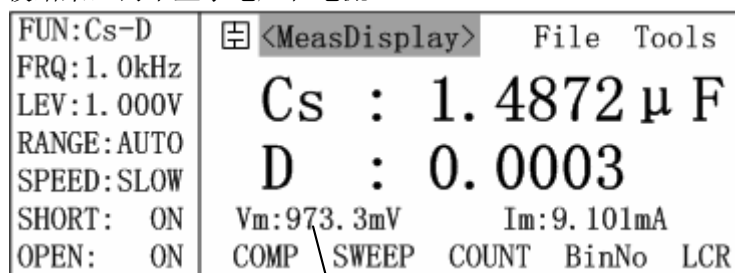 FUN:Cs-D
FRQ:1.0kHz
LEV:1.000V
RANGE:AUTO
SPEED:SLOW
SHORT: ON
OPEN: ON
<MeasDisplay> File Tools
Cs : 1.4872μF
D : 0.0003
Vm:973.3mV Im:9.101mA
COMP SWEEP COUNT BinNo LCR